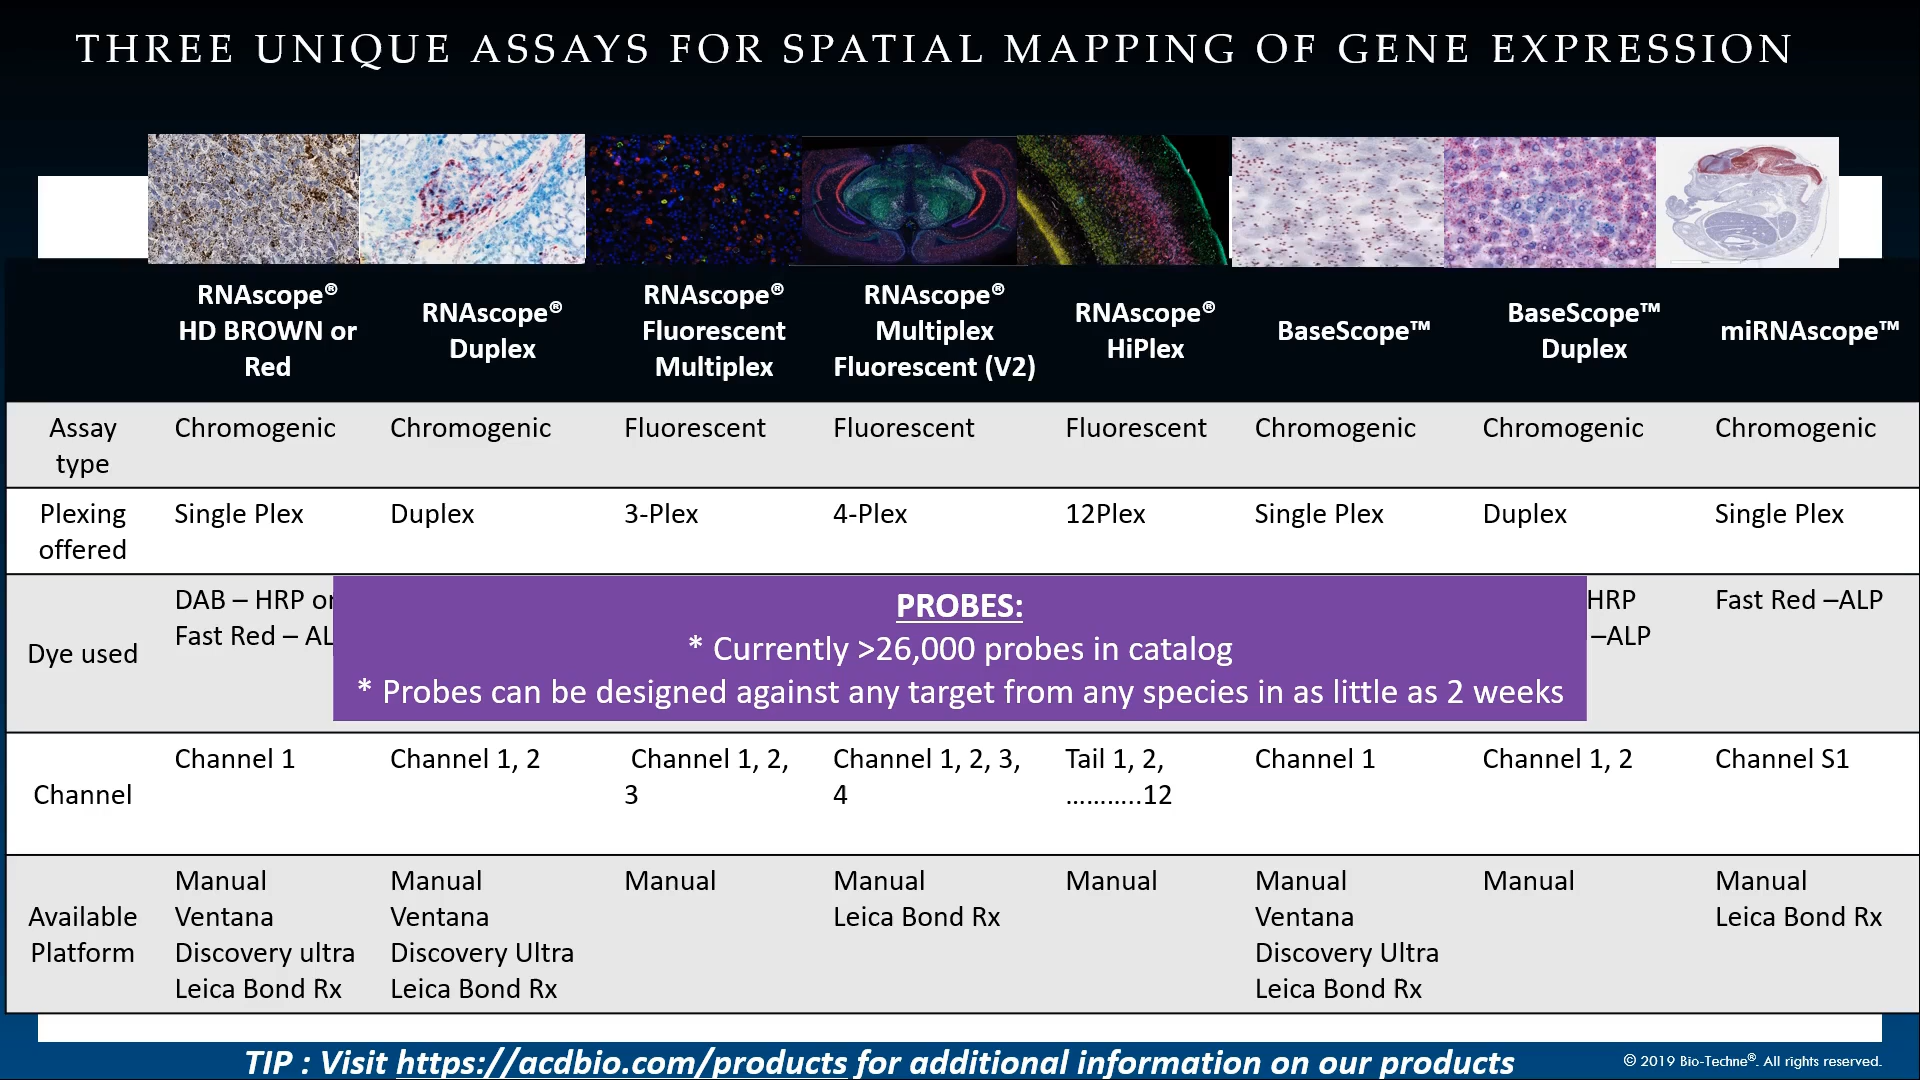 THREE UNIQUE ASSAYS FOR SPATIAL MAPPING OF GENE EXPRESSION
RNAscope® HD BROWN or Red
RNAscope® Duplex
RNAscope® Fluorescent Multiplex
RNAscope® Multiplex Fluorescent (V2)
RNAscope® HiPlex
BaseScope™
BaseScope™ Duplex
miRNAscope™
Assay type
Chromogenic
Chromogenic
Fluorescent
Fluorescent
Fluorescent
Chromogenic
Chromogenic
Chromogenic
Plexing offered
Single Plex
Duplex
3-Plex
4-Plex
12Plex
Single Plex
Duplex
Single Plex
Dye used
DAB – HRP or
Fast Red – AL
PROBES:
* Currently >26,000 probes in catalog
* Probes can be designed against any target from any species in as little as 2 weeks
HRP
–ALP
Fast Red –ALP
Channel
Channel 1
Channel 1, 2
Channel 1, 2,
3
Channel 1, 2, 3,
4
Tail 1, 2,
………..12
Channel 1
Channel 1, 2
Channel S1
Available Platform
Manual
Ventana
Discovery ultra
Leica Bond Rx
Manual
Ventana
Discovery Ultra
Leica Bond Rx
Manual
Manual
Leica Bond Rx
Manual
Manual
Ventana
Discovery Ultra
Leica Bond Rx
Manual
Manual
Leica Bond Rx
TIP : Visit https://acdbio.com/products for additional information on our products
© 2019 Bio-Techne®. All rights reserved.